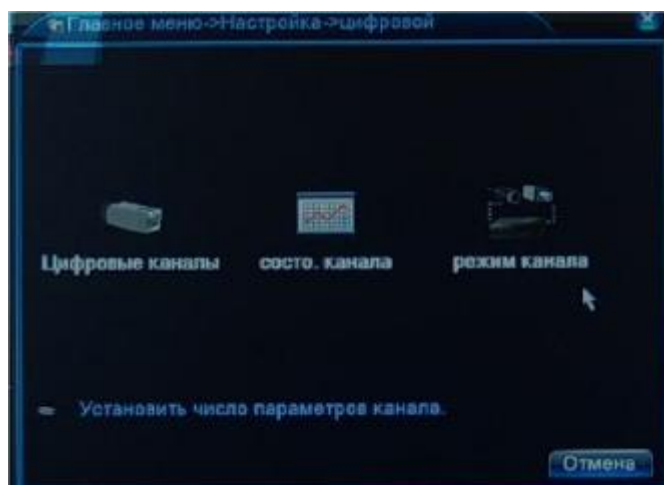 Главное меню->Настройка->цифровой
Цифровые каналы состо. канала режим канала
Установить число параметров канала.
Отмена